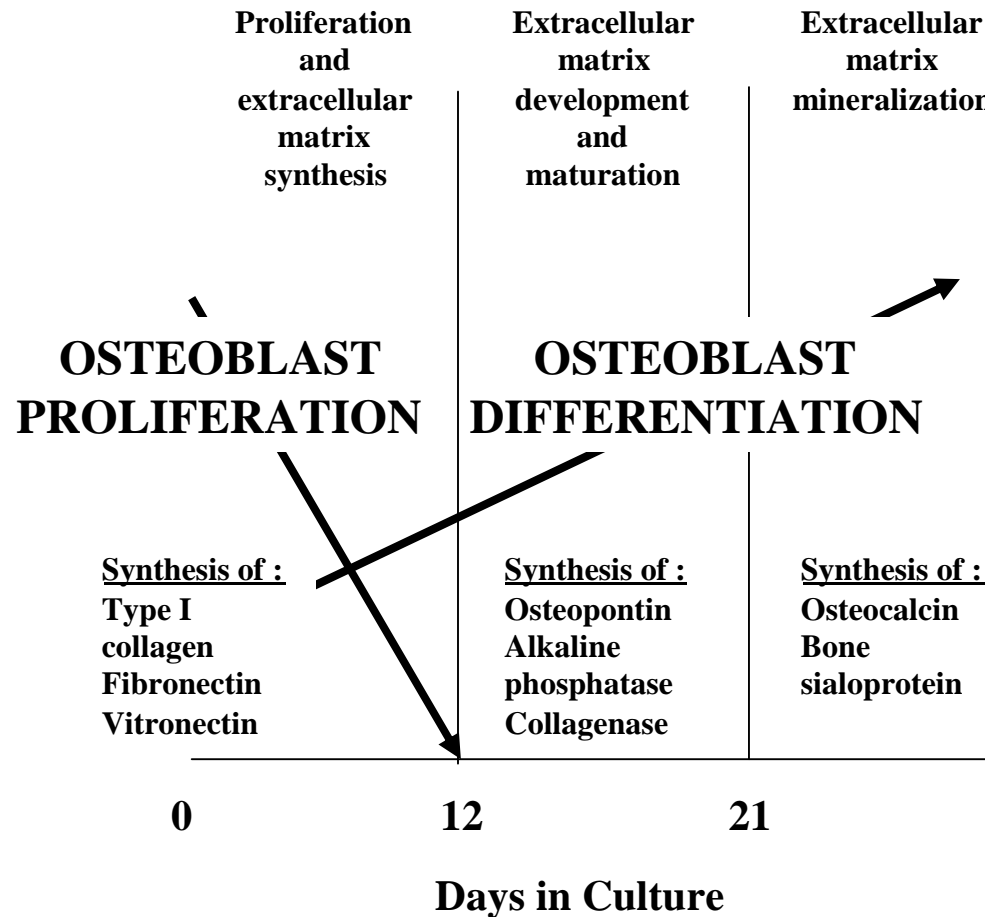 Proliferation
and
extracellular
matrix
synthesis
Extracellular
matrix
development
and
maturation
Extracellular
matrix
mineralization
OSTEOBLAST
PROLIFERATION
OSTEOBLAST
DIFFERENTIATION
Synthesis of :
Type I
collagen
Fibronectin
Vitronectin
Synthesis of :
Osteopontin
Alkaline
phosphatase
Collagenase
Synthesis of :
Osteocalcin
Bone
sialoprotein
0 12 21
Days in Culture